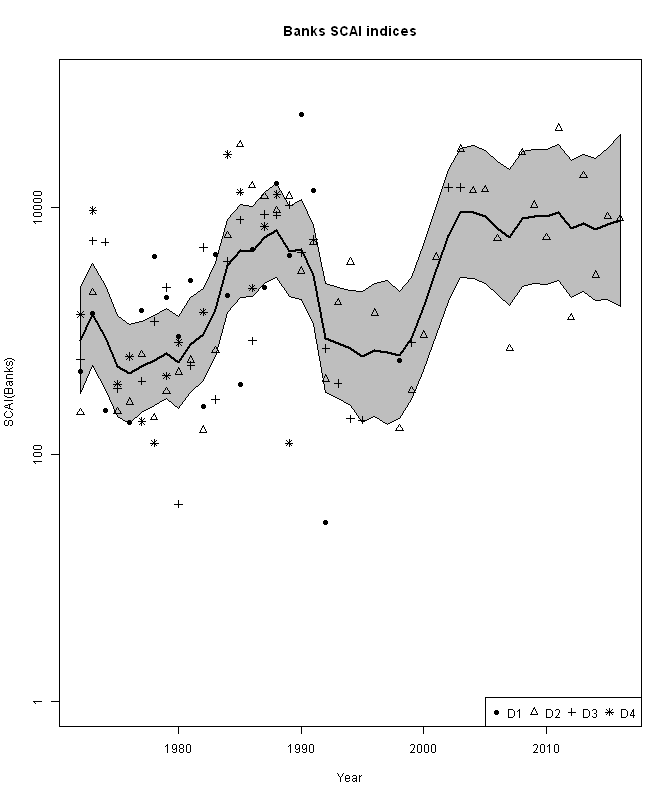 Banks SCAI indices
SCAI(Banks)
10000
100
1
D1 D2 D3 D4
1980 1990 2000 2010
Year